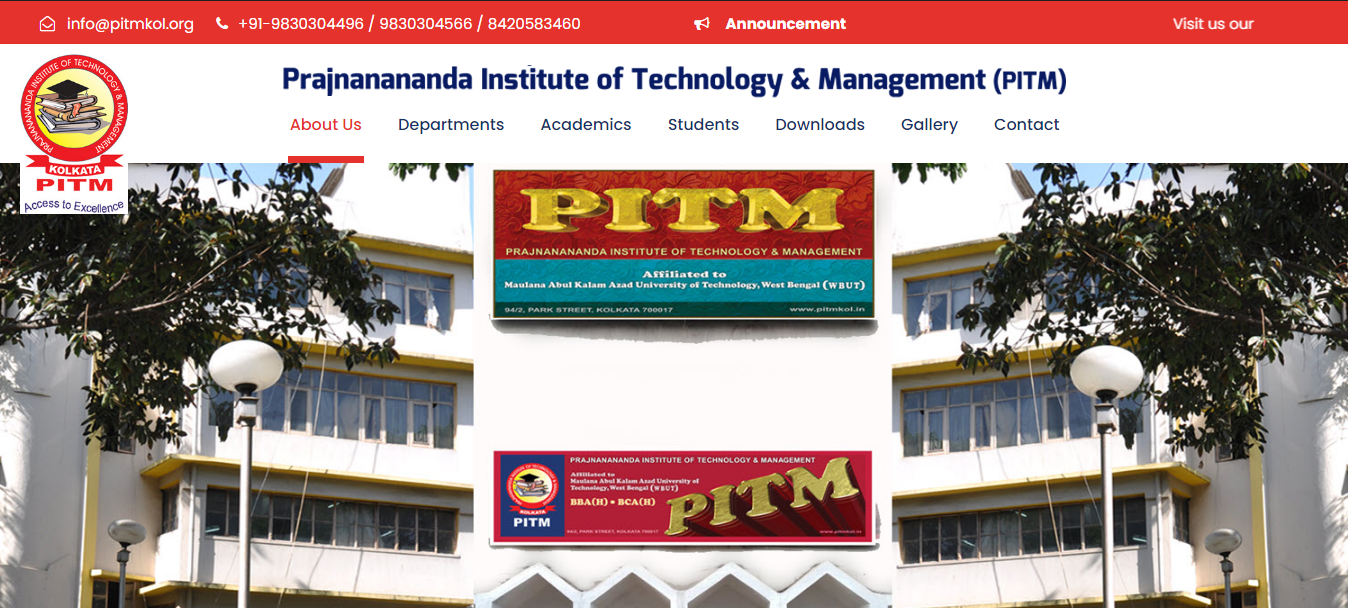 info@pitmkol.org
+91-9830304496 / 9830304566 / 8420583460
Announcement
Visit us our
PRAJNANANANDA INSTITUTE OF TECHNOLOGY & MANAGEMENT
KOLKATA
PITM
Access to Excellence
Prajnanananda Institute of Technology & Management (PITM)
About Us Departments Academics Students Downloads Gallery Contact
PITM
PRAJNANANANDA INSTITUTE OF TECHNOLOGY & MANAGEMENT
Affiliated to
Maulana Abul Kalam Azad University of Technology, West Bengal (WBUT)
94/2, PARK STREET, KOLKATA 700017 www.pitmkol.in
PRAJNANANANDA INSTITUTE OF TECHNOLOGY & MANAGEMENT
Affiliated to
Maulana Abul Kalam Azad University of
Technology, West Bengal (WBUT)
BBA(H) • BCA(H)
PITM
PITM
94/2, PARK STREET, KOLKATA 700017 www.pitmkol.in